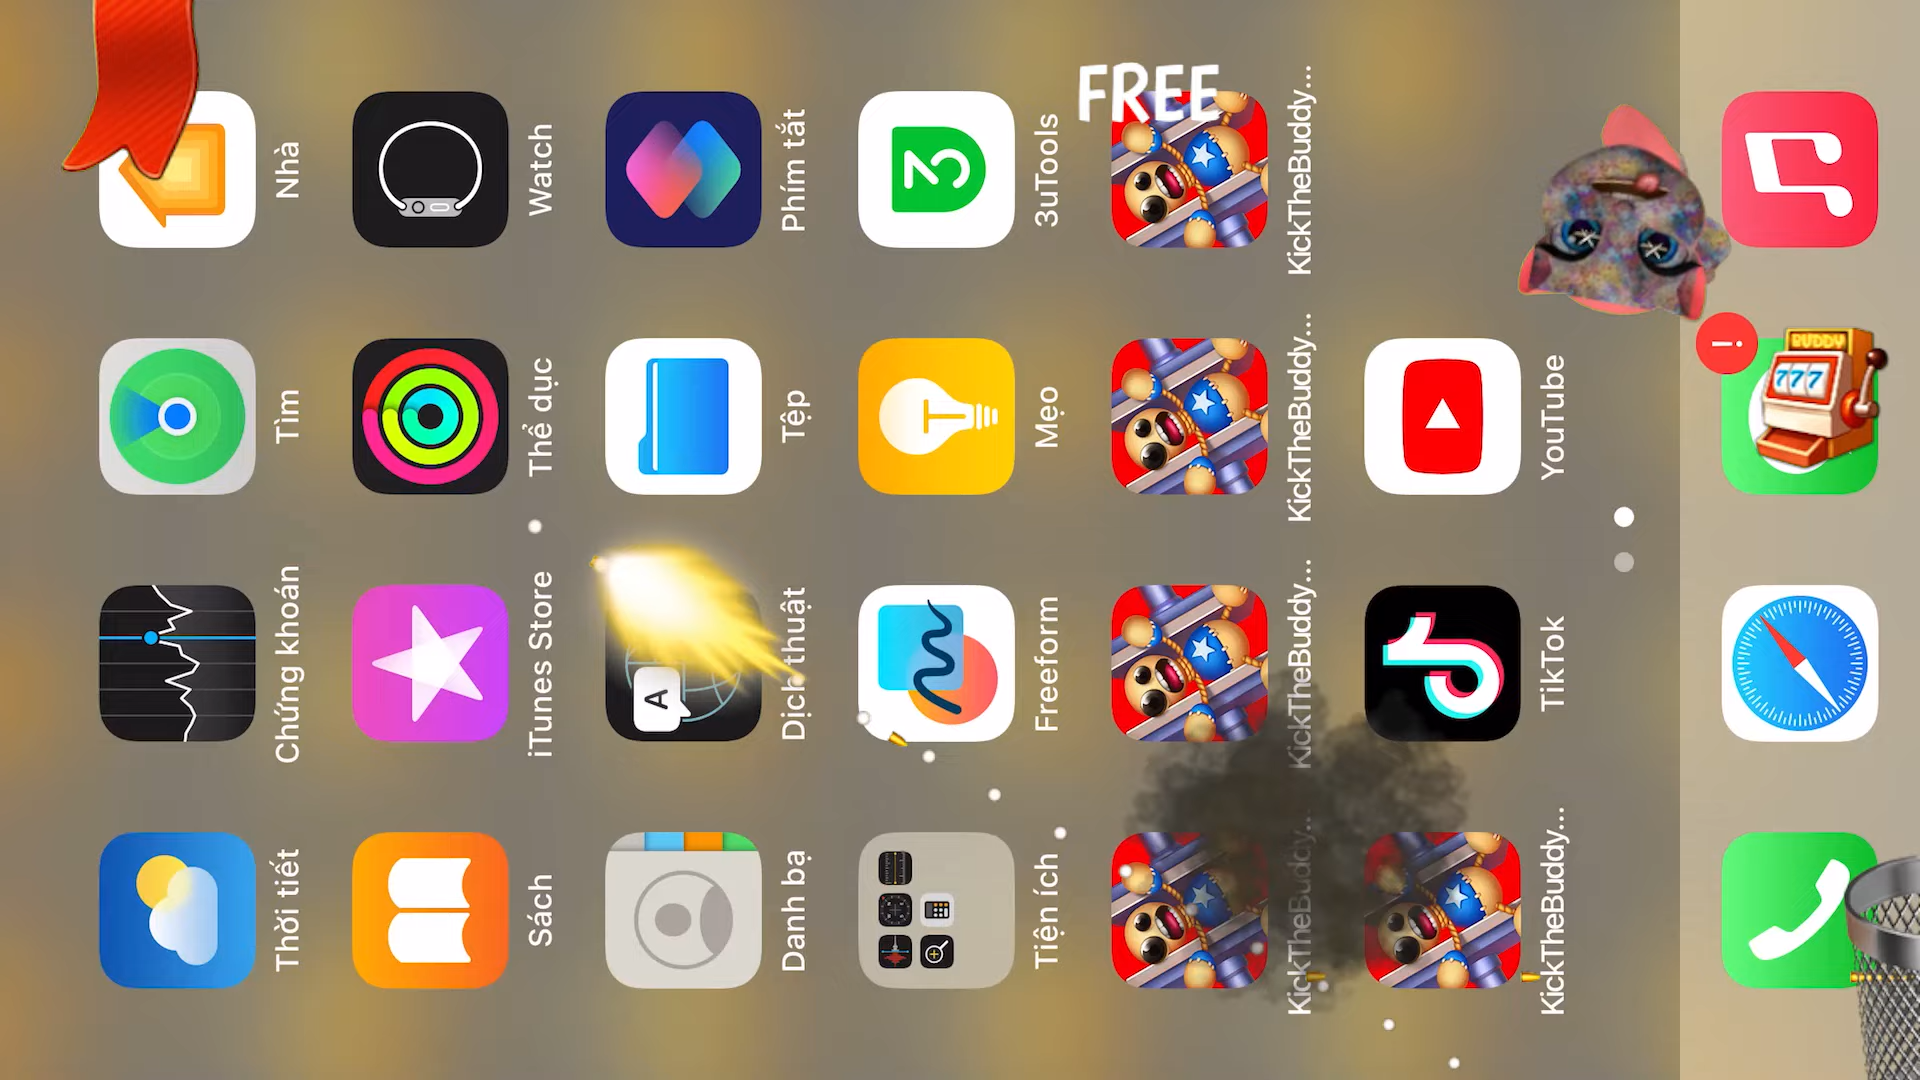 FREE
Thời tiết
Chứng khoán
Tìm
Nhà
Sách
iTunes Store
Thể dục
Watch
Danh bạ
Dịch thuật
Tệp
Phím tắt
Tiện ích
Freeform
Mẹo
3uTools
KickTheBuddy...
KickTheBuddy...
KickTheBuddy...
KickTheBuddy...
KickTheBuddy...
TikTok
YouTube
A
3
!
BUDDY
777